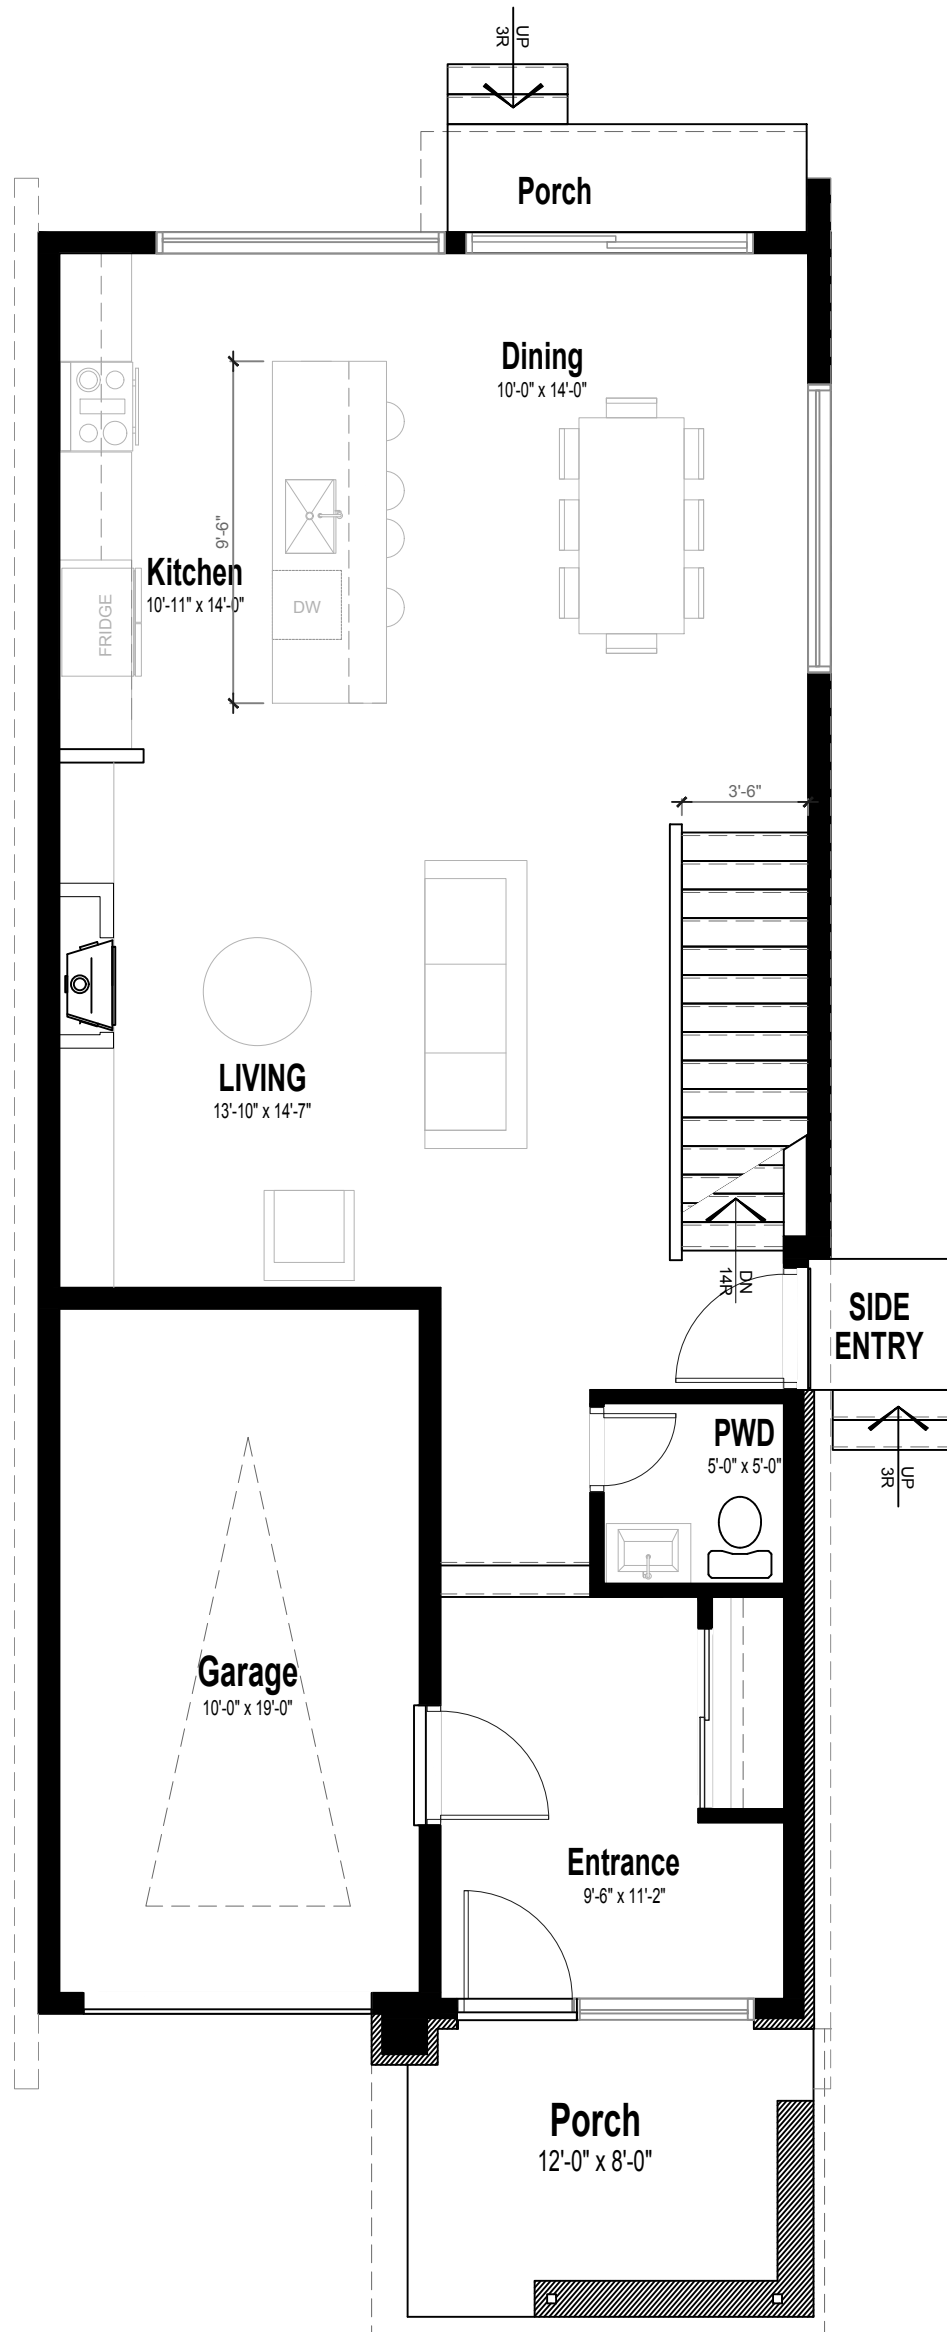 UP
3R
Porch
Dining
10'-0" x 14'-0"
9'-6"
Kitchen
10'-11" x 14'-0"
FRIDGE
DW
3'-6"
LIVING
13'-10" x 14'-7"
DN
14R
SIDE
ENTRY
PWD
5'-0" x 5'-0"
UP
3R
Garage
10'-0" x 19'-0"
Entrance
9'-6" x 11'-2"
Porch
12'-0" x 8'-0"